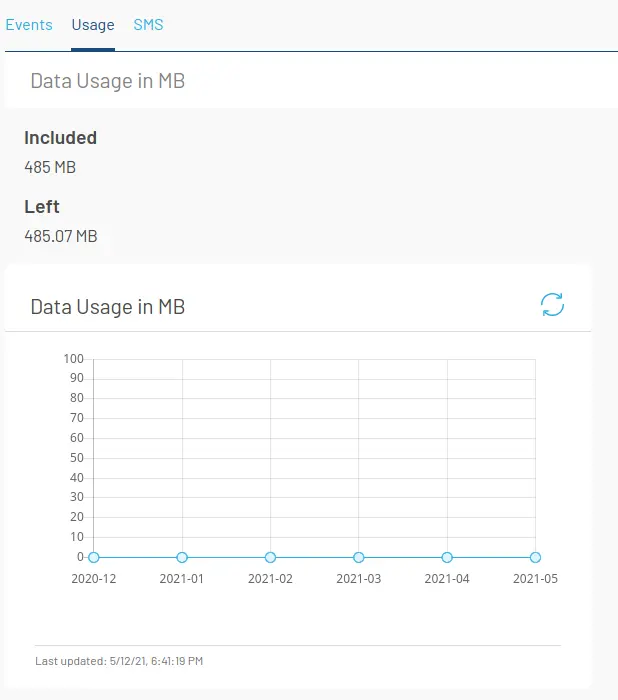 Events Usage SMS
Data Usage in MB
Included
485 MB
Left
485.07 MB
Data Usage in MB
100
90
80
70
60
50
40
30
20
10
0
2020-12 2021-01 2021-02 2021-03 2021-04 2021-05
Last updated: 5/12/21, 6:41:19 PM